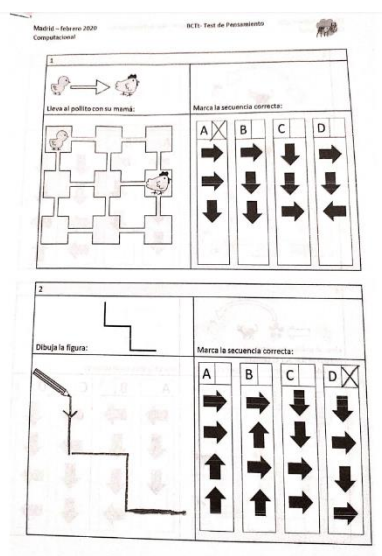 Madrid – febrero 2020
BCTt- Test de Pensamiento
Computacional
1
Lleva al pollito con su mamá:
Marca la secuencia correcta:
A B C D
2
Dibuja la figura:
Marca la secuencia correcta:
A B C D